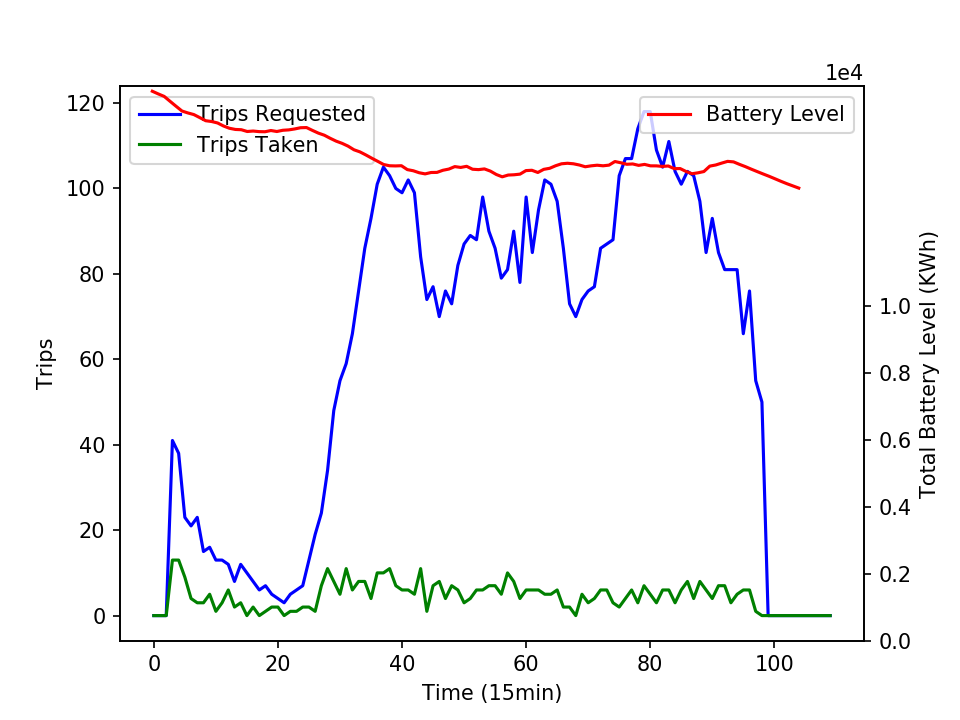 1e4
Trips Requested
Trips Taken
Battery Level
120
100
80
60
40
20
0
Trips
1.0
0.8
0.6
0.4
0.2
0.0
Total Battery Level (KWh)
0
20
40
60
80
100
Time (15min)